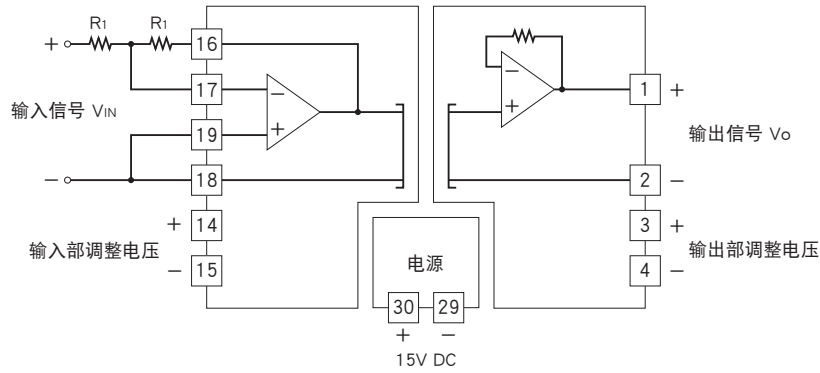 R1 R1
+ 16
17 − − 1 +
输入信号 VIN + +
19 输出信号 Vo
− 18 2 −
+ 14 3 +
输入部调整电压 输出部调整电压
− 15 电源 4 −
30 29
+ −
15V DC